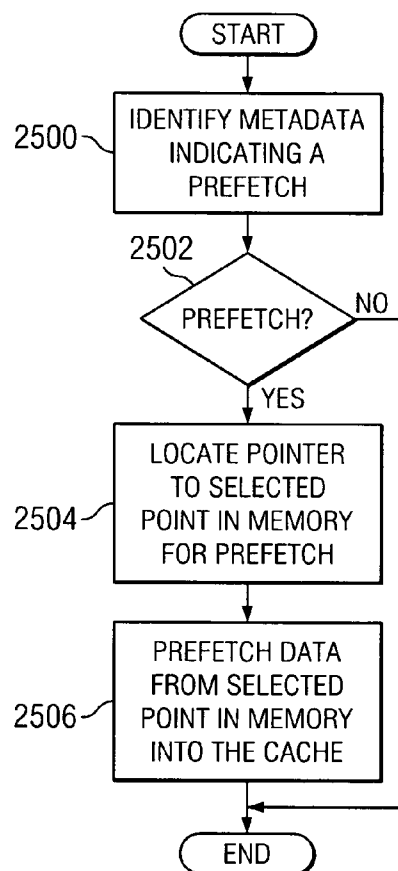 START
2500
IDENTIFY METADATA
INDICATING A
PREFETCH
2502
PREFETCH?
NO
YES
2504
LOCATE POINTER
TO SELECTED
POINT IN MEMORY
FOR PREFETCH
2506
PREFETCH DATA
FROM SELECTED
POINT IN MEMORY
INTO THE CACHE
END